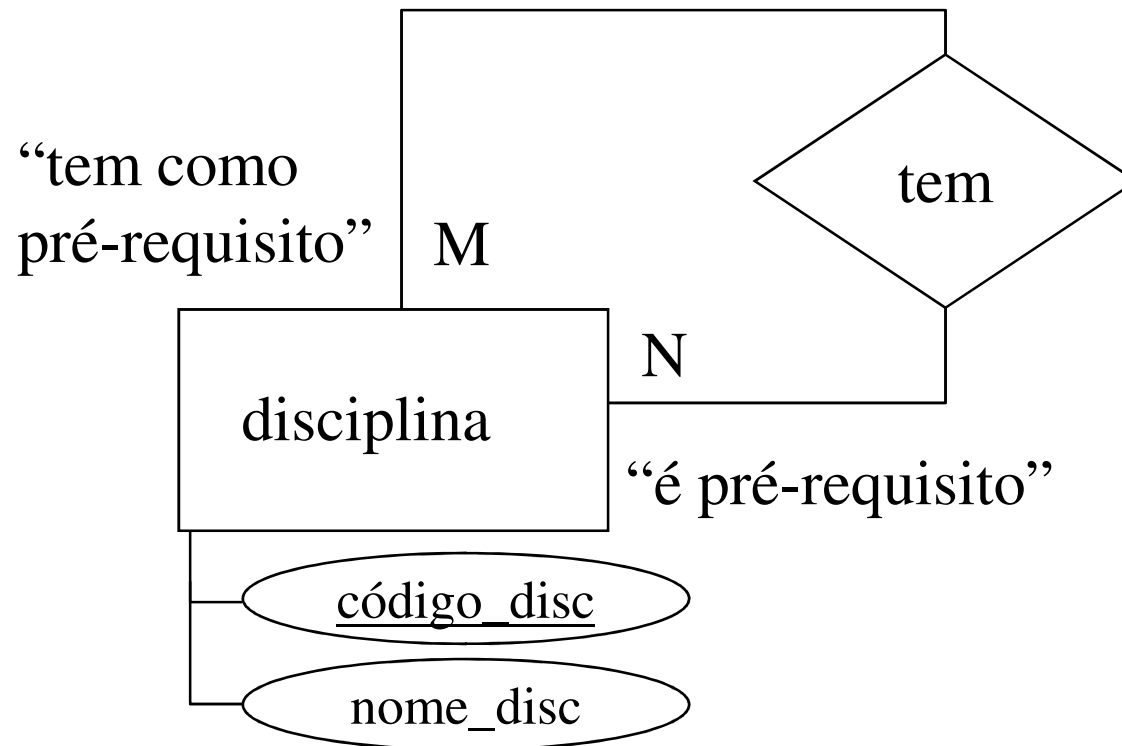 “tem como
pré-requisito”
M
tem
N
disciplina
“é pré-requisito”
código_disc
nome_disc